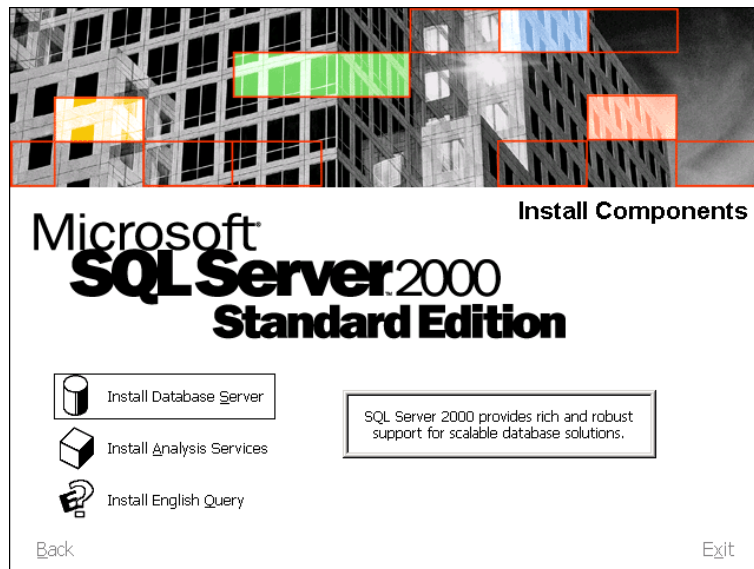 Install Components
Microsoft®
SQL Server™ 2000
Standard Edition
Install Database Server
SQL Server 2000 provides rich and robust
support for scalable database solutions.
Install Analysis Services
Install English Query
Back
Exit